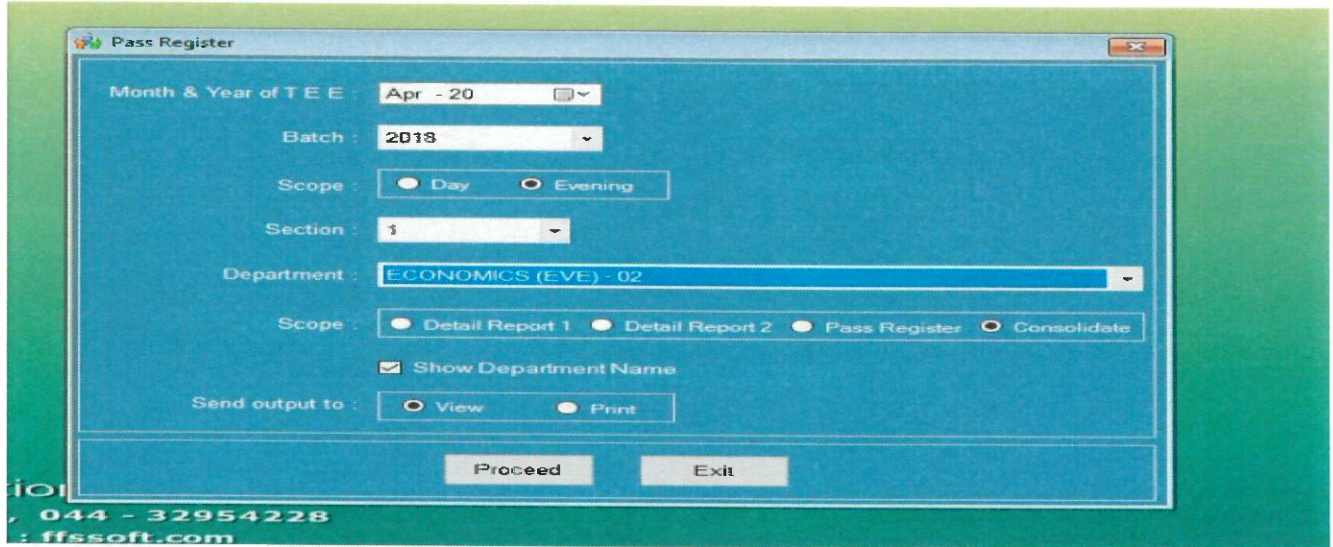 Pass Register
Month & Year of T E E : Apr - 20
Batch : 2018
Scope : Day Evening
Section : 1
Department : ECONOMICS (EVE) - 02
Scope : Detail Report 1 Detail Report 2 Pass Register Consolidate
Show Department Name
Send output to : View Print
Proceed Exit
, 044 - 32954228
: ffssoft.com